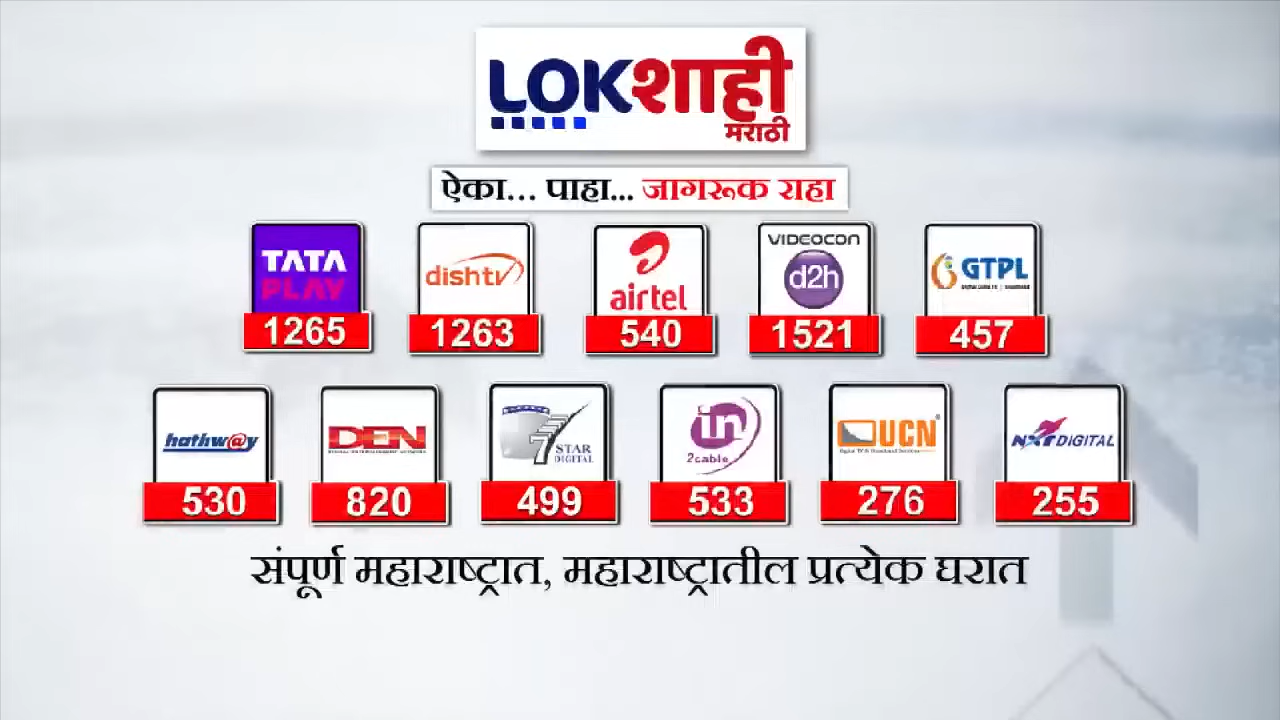 LOKशाही
मराठी
ऐका... पाहा... जागरूक राहा
TATA PLAY
dishtv
airtel
VIDEOCON d2h
GTPL
1265 1263 540 1521 457
hathw@y
DEN
7 STAR DIGITAL
in 2cable
UCN
NXT DIGITAL
530 820 499 533 276 255
संपूर्ण महाराष्ट्रात, महाराष्ट्रातील प्रत्येक घरात